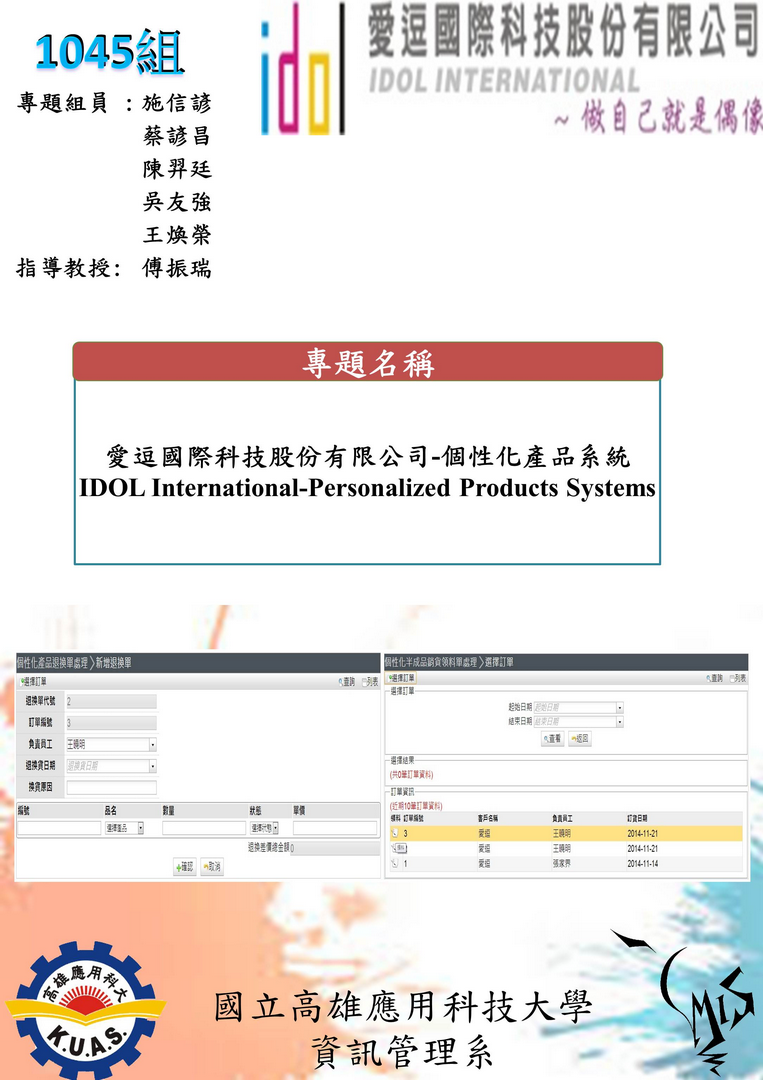 1045組
專題組員 : 施信諺
蔡諺昌
陳羿廷
吳友強
王煥榮
指導教授: 傅振瑞
idol
愛逗國際科技股份有限公司
IDOL INTERNATIONAL
~ 做自己就是偶像
專題名稱
愛逗國際科技股份有限公司-個性化產品系統
IDOL International-Personalized Products Systems
個性化產品退換單處理 〉新增退換單
選擇訂單 查詢 列表
退換單代號 2
訂單編號 3
負責員工 王曉明
退換貨日期 退換貨日期
換貨原因
編號 品名 數量 狀態 單價
選擇產品 選擇狀態
退換差價總金額 0
確認 取消
個性化半成品銷貨領料單處理 〉選擇訂單
選擇訂單 查詢 列表
選擇訂單
起始日期 起始日期
結束日期 結束日期
查看 返回
選擇結果
(共0筆訂單資料)
訂單資訊
(近期10筆訂單資料)
領料 訂單編號 客戶名稱 負責員工 訂貨日期
3 愛逗 王曉明 2014-11-21
愛逗 王曉明 2014-11-21
1 愛逗 張家界 2014-11-14
高雄應用科大
K.U.A.S.
國立高雄應用科技大學
資訊管理系
MIS